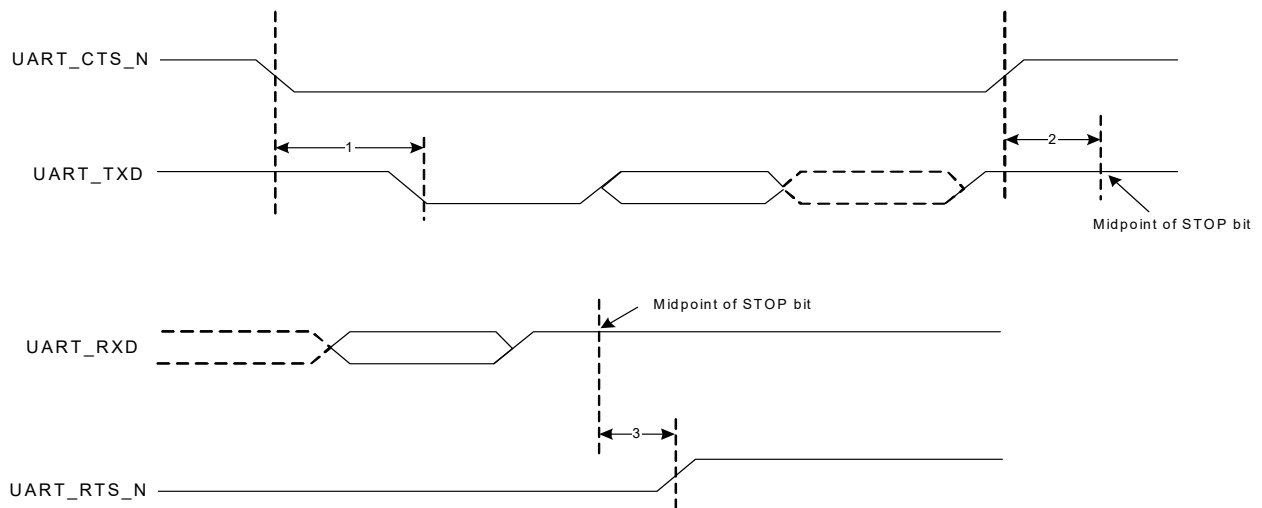 UART_CTS_N
1
2
UART_TXD
Midpoint of STOP bit
Midpoint of STOP bit
UART_RXD
3
UART_RTS_N